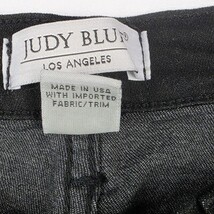 JUDY BLUE
LOS ANGELES
MADE IN USA
WITH IMPORTED
FABRIC/TRIM